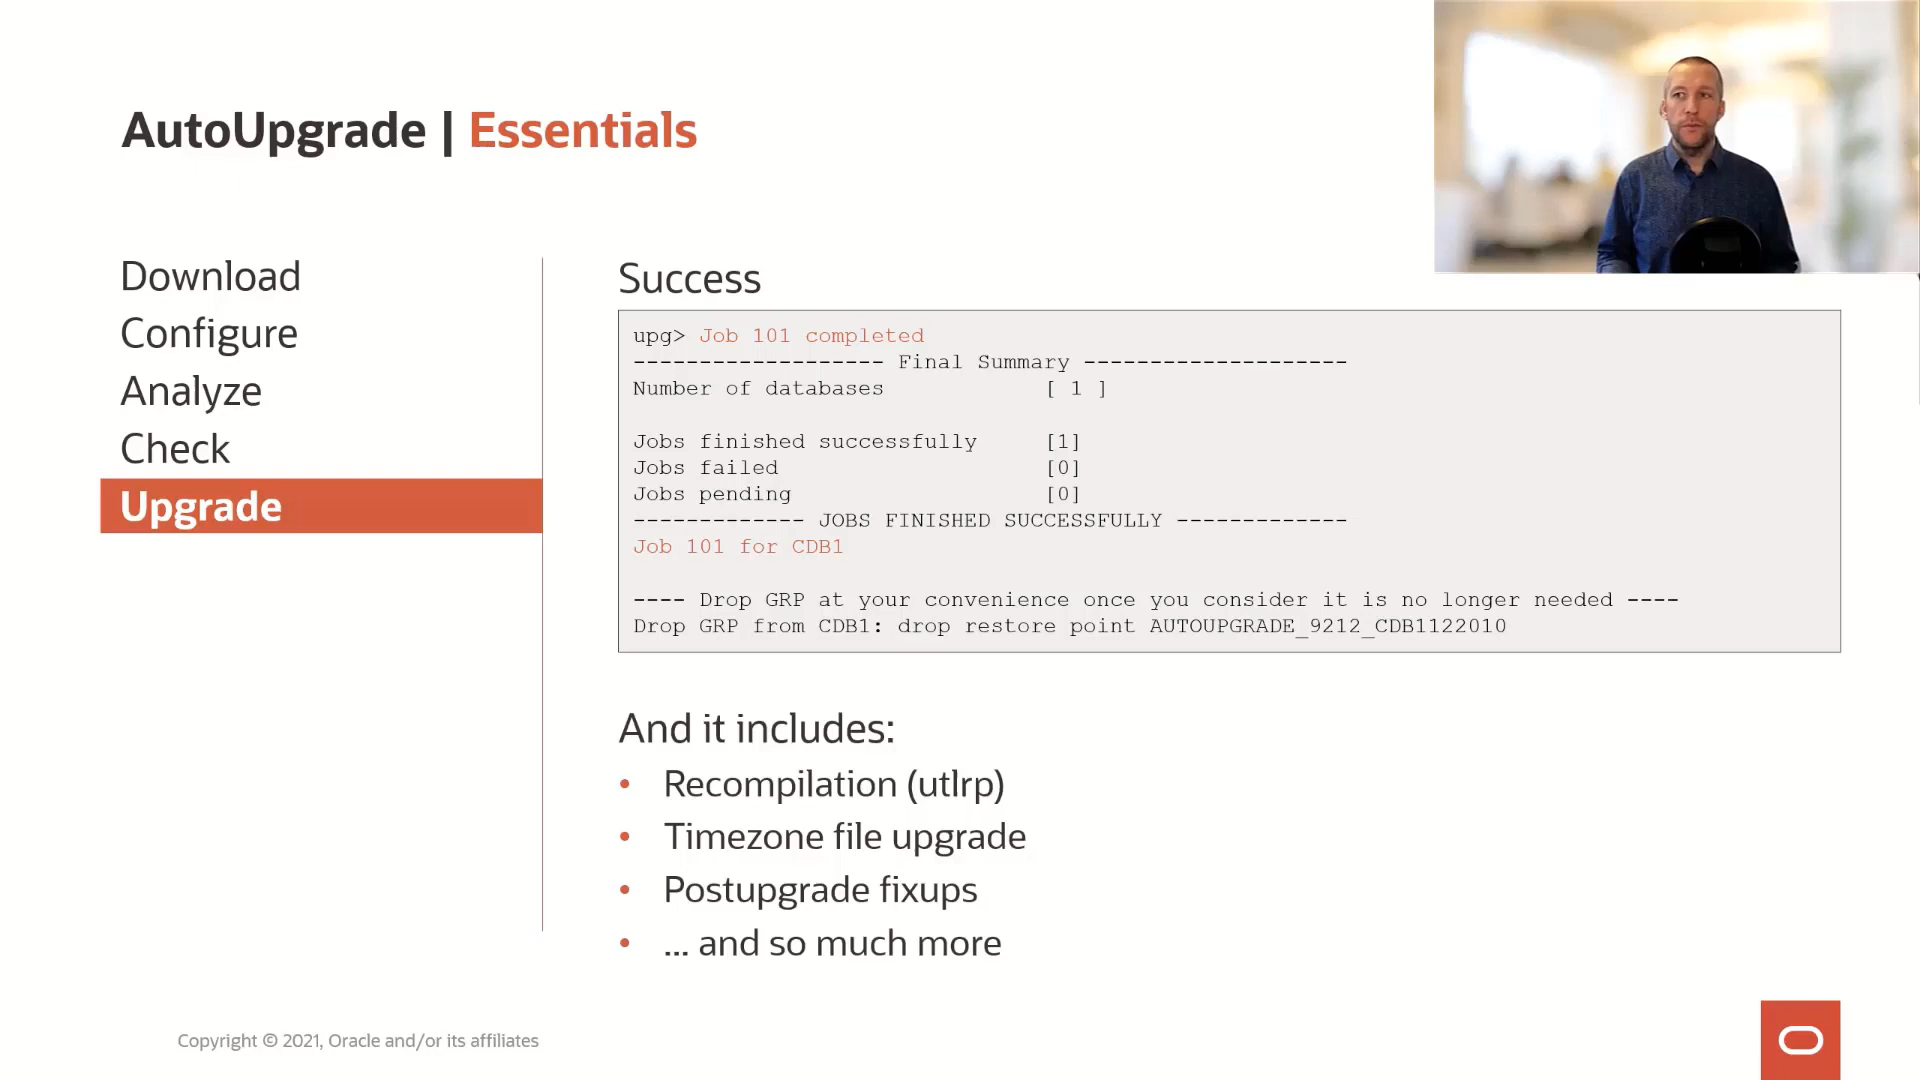 AutoUpgrade | Essentials
Download
Configure
Analyze
Check
Upgrade
Success
upg> Job 101 completed
------------------- Final Summary --------------------
Number of databases [ 1 ]
Jobs finished successfully [1]
Jobs failed [0]
Jobs pending [0]
------------- JOBS FINISHED SUCCESSFULLY -------------
Job 101 for CDB1
---- Drop GRP at your convenience once you consider it is no longer needed ----
Drop GRP from CDB1: drop restore point AUTOUPGRADE_9212_CDB1122010
And it includes:
• Recompilation (utlrp)
• Timezone file upgrade
• Postupgrade fixups
• ... and so much more
Copyright © 2021, Oracle and/or its affiliates